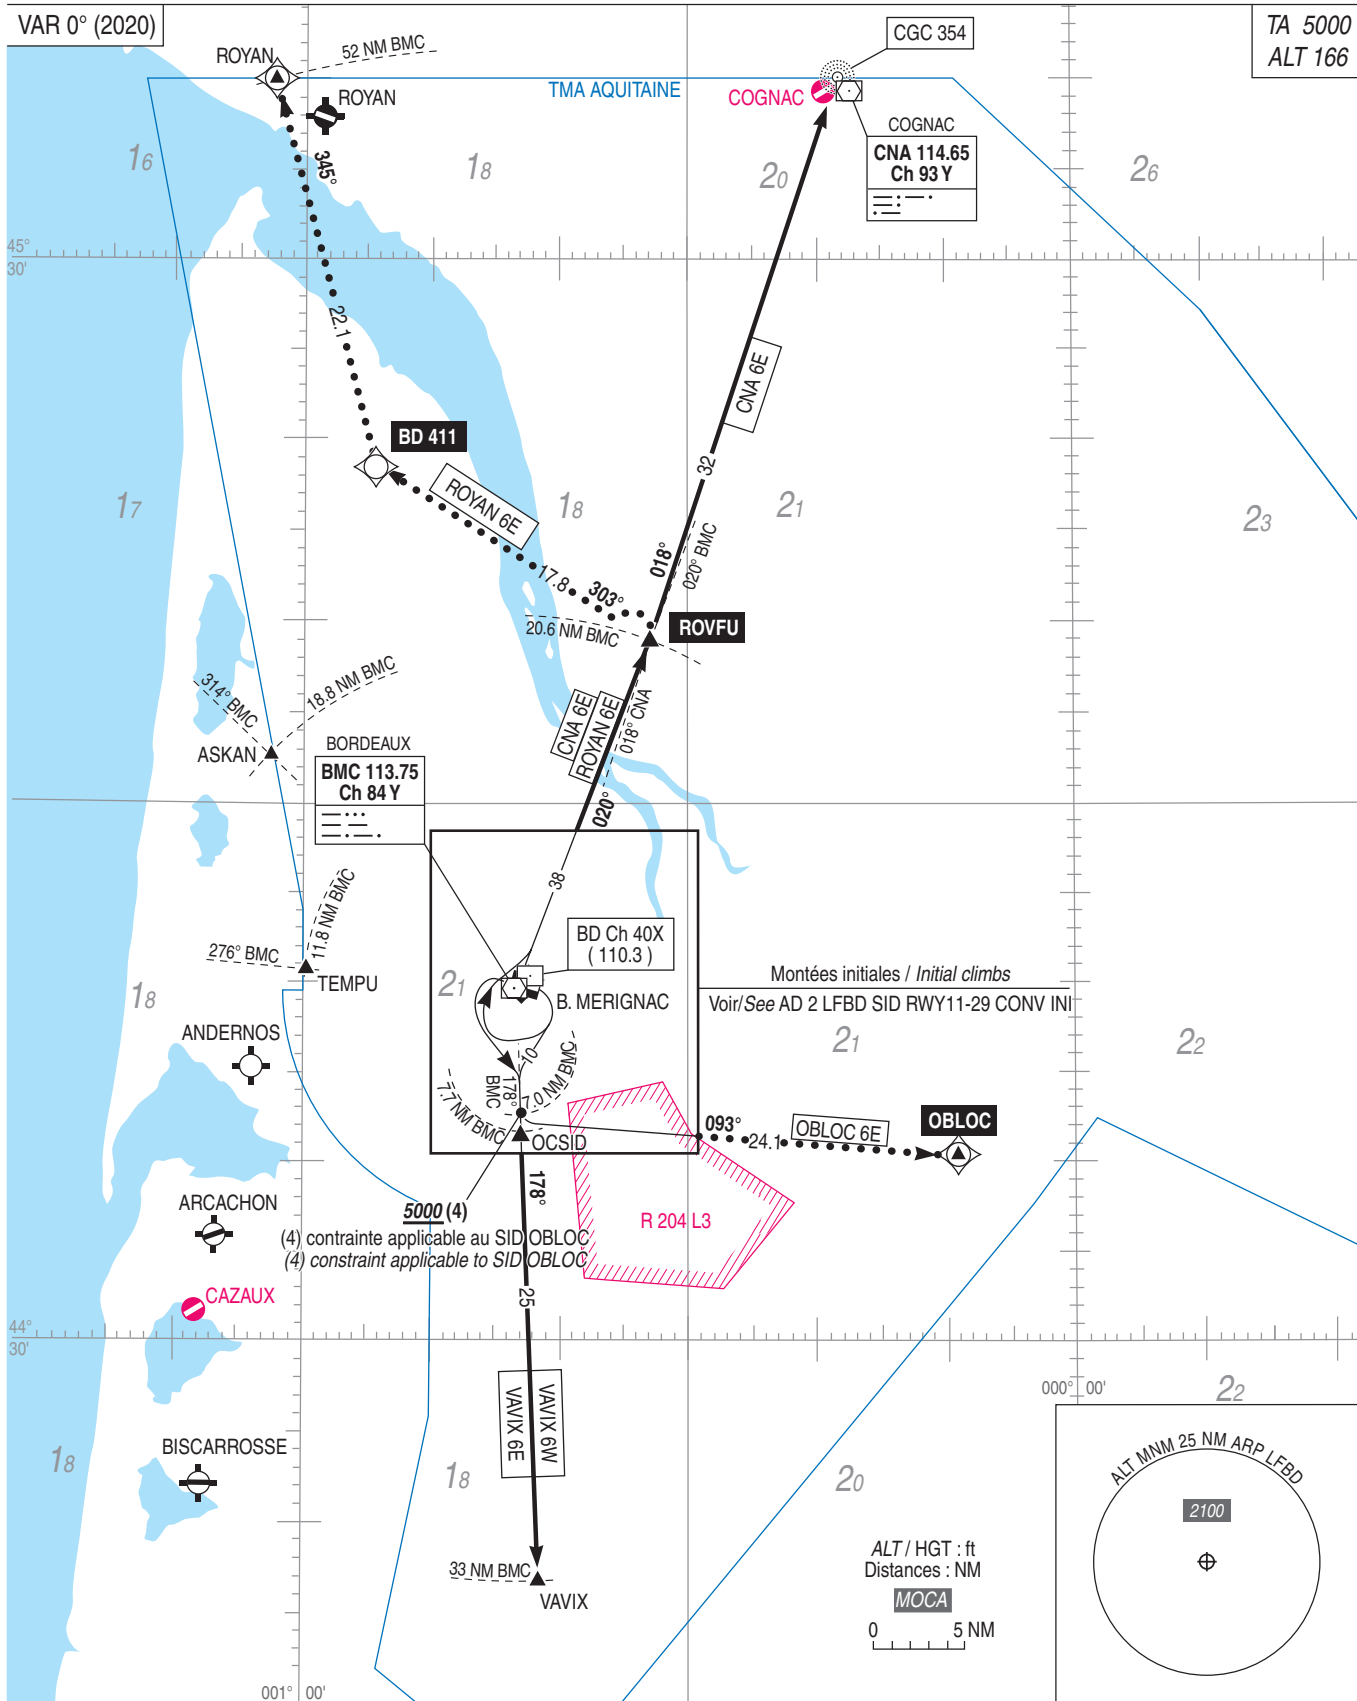 VAR 0° (2020)
TA 5000
ALT 166
ROYAN
52 NM BMC
CGC 354
ROYAN
TMA AQUITAINE
COGNAC
COGNAC
CNA 114.65
Ch 93 Y
345°
16
18
20
26
45°
30'
22.1
CNA 6E
BD 411
ROYAN 6E
32
17
18
21
23
018°
020° BMC
17.8
303°
20.6 NM BMC
ROVFU
314° BMC
18.8 NM BMC
ASKAN
CNA 6E
ROYAN 6E
018° CNA
BORDEAUX
BMC 113.75
Ch 84 Y
020°
38
11.8 NM BMC
276° BMC
TEMPU
BD Ch 40X
( 110.3 )
21
B. MERIGNAC
Montées initiales / Initial climbs
Voir/See AD 2 LFBD SID RWY11-29 CONV INI
18
21
22
ANDERNOS
10
178°
BMC
7.0 NM BMC
7.7 NM BMC
OCSID
093°
24.1
OBLOC 6E
OBLOC
178°
ARCACHON
5000 (4)
(4) contrainte applicable au SID OBLOC
(4) constraint applicable to SID OBLOC
R 204 L3
CAZAUX
25
44°
30'
VAVIX 6E
VAVIX 6W
000° 00'
22
BISCARROSSE
18
18
20
ALT MNM 25 NM ARP LFBD
2100
ALT / HGT : ft
Distances : NM
MOCA
0 5 NM
33 NM BMC
VAVIX
001° 00'